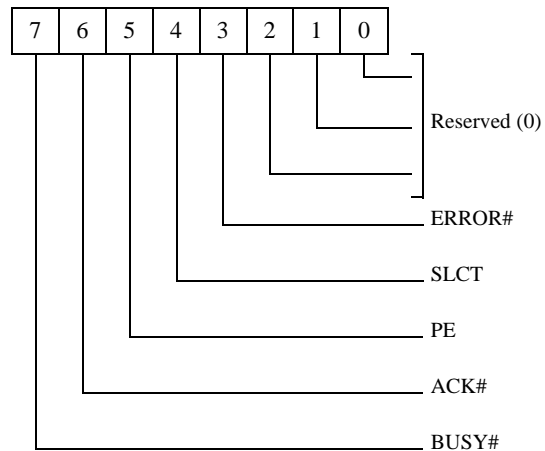 7 6 5 4 3 2 1 0
Reserved (0)
ERROR#
SLCT
PE
ACK#
BUSY#